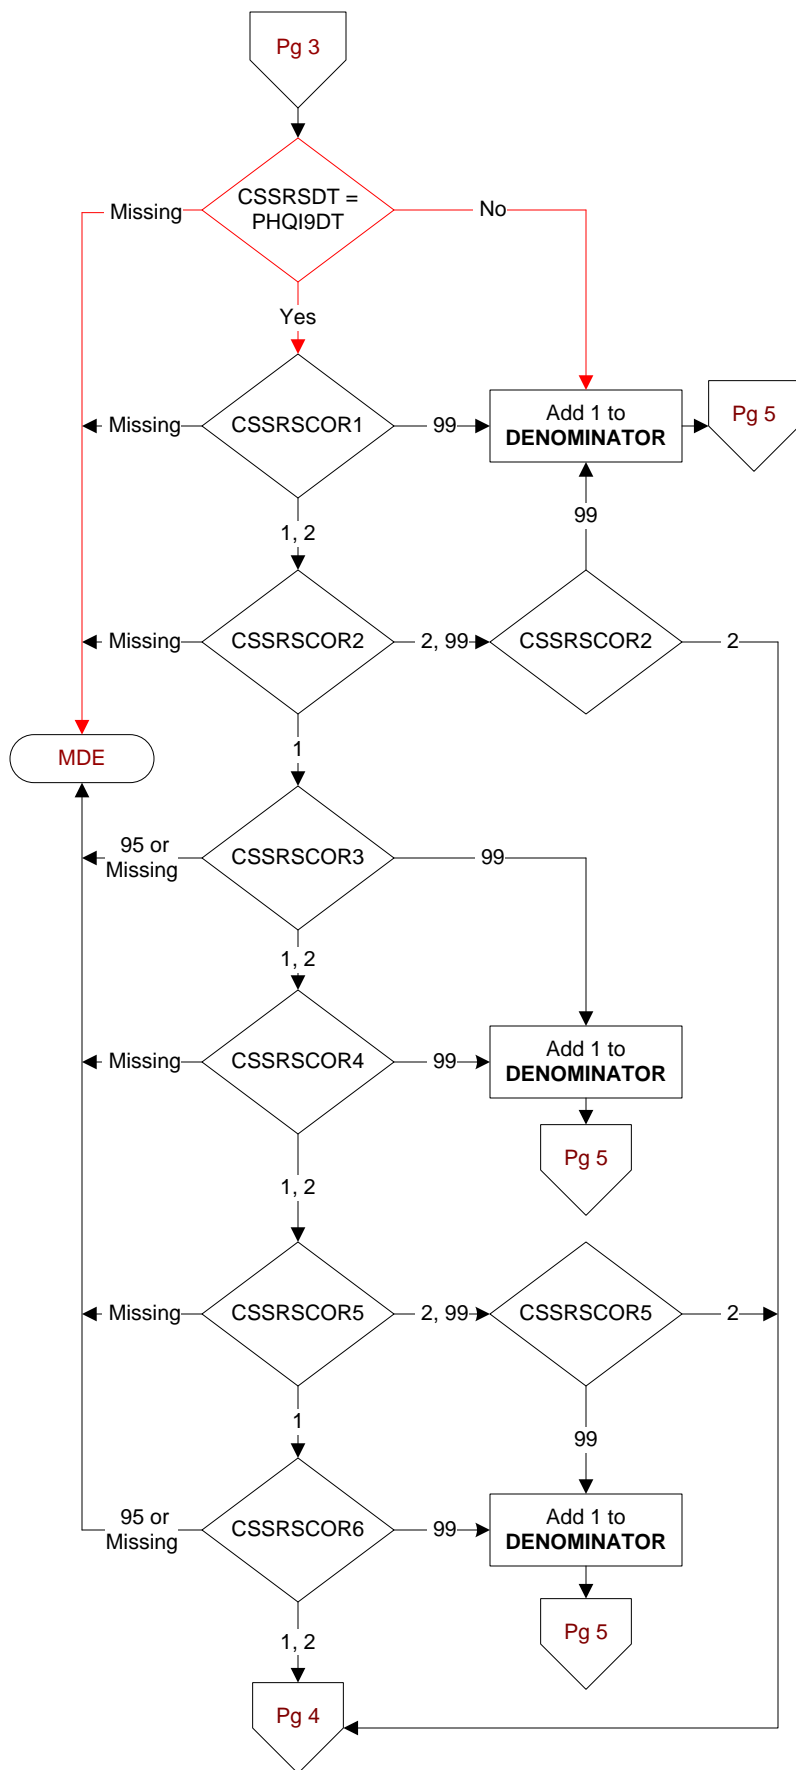 Pg 3
CSSRSDT =
PHQI9DT
Missing
No
Yes
Missing
CSSRSCOR1
99
Add 1 to
DENOMINATOR
Pg 5
1, 2
99
Missing
CSSRSCOR2
2, 99
CSSRSCOR2
2
1
MDE
95 or
Missing
CSSRSCOR3
99
1, 2
Missing
CSSRSCOR4
99
Add 1 to
DENOMINATOR
Pg 5
1, 2
Missing
CSSRSCOR5
2, 99
CSSRSCOR5
2
1
99
95 or
Missing
CSSRSCOR6
99
Add 1 to
DENOMINATOR
1, 2
Pg 5
Pg 4